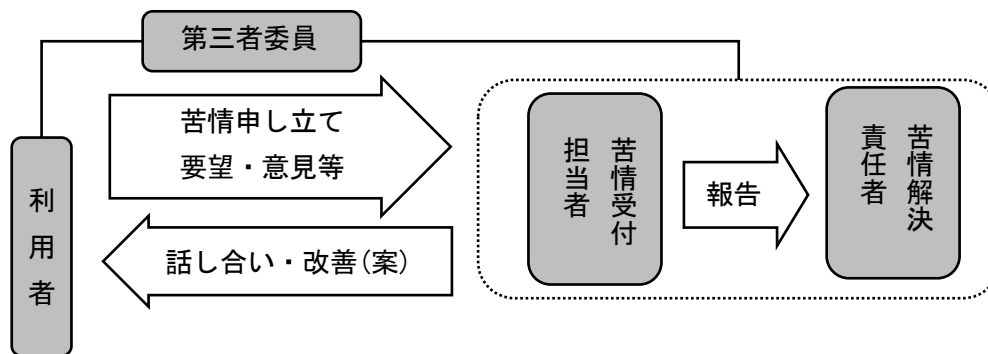 第三者委員
苦情申し立て
要望・意見等
利用者
話し合い・改善(案)
苦情受付
担当者
報告
苦情解決
責任者